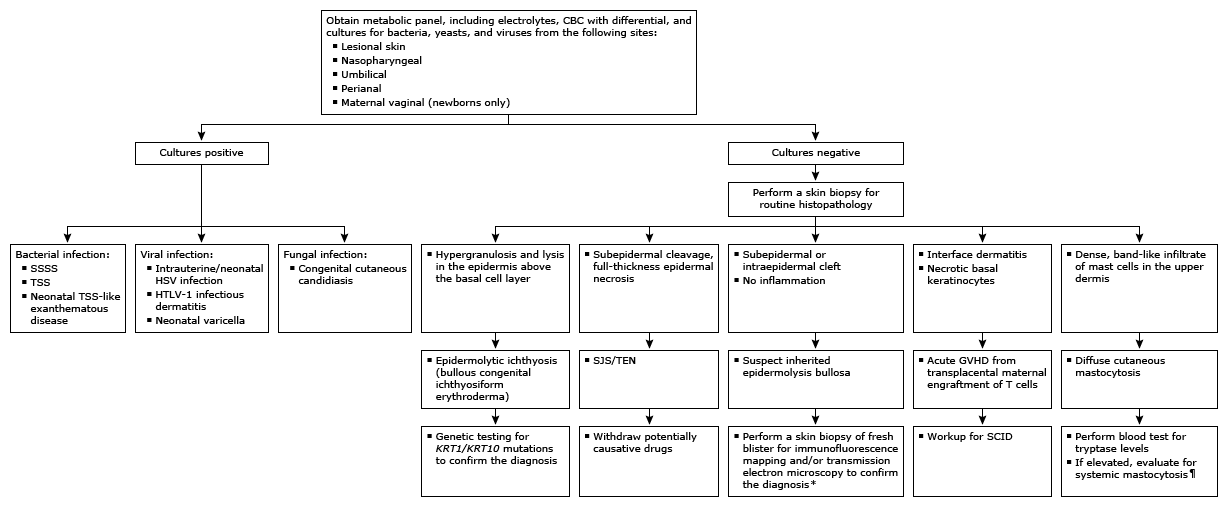 Obtain metabolic panel, including electrolytes, CBC with differential, and
cultures for bacteria, yeasts, and viruses from the following sites:
▪ Lesional skin
▪ Nasopharyngeal
▪ Umbilical
▪ Perianal
▪ Maternal vaginal (newborns only)
Cultures positive
Cultures negative
Perform a skin biopsy for
routine histopathology
Bacterial infection:
▪ SSSS
▪ TSS
▪ Neonatal TSS-like
exanthematous
disease
Viral infection:
▪ Intrauterine/neonatal
HSV infection
▪ HTLV-1 infectious
dermatitis
▪ Neonatal varicella
Fungal infection:
▪ Congenital cutaneous
candidiasis
▪ Hypergranulosis and lysis
in the epidermis above
the basal cell layer
▪ Subepidermal cleavage,
full-thickness epidermal
necrosis
▪ Subepidermal or
intraepidermal cleft
▪ No inflammation
▪ Interface dermatitis
▪ Necrotic basal
keratinocytes
▪ Dense, band-like infiltrate
of mast cells in the upper
dermis
▪ Epidermolytic ichthyosis
(bullous congenital
ichthyosiform
erythroderma)
▪ SJS/TEN
▪ Suspect inherited
epidermolysis bullosa
▪ Acute GVHD from
transplacental maternal
engraftment of T cells
▪ Diffuse cutaneous
mastocytosis
▪ Genetic testing for
KRT1/KRT10 mutations
to confirm the diagnosis
▪ Withdraw potentially
causative drugs
▪ Perform a skin biopsy of fresh
blister for immunofluorescence
mapping and/or transmission
electron microscopy to confirm
the diagnosis*
▪ Workup for SCID
▪ Perform blood test for
tryptase levels
▪ If elevated, evaluate for
systemic mastocytosis¶